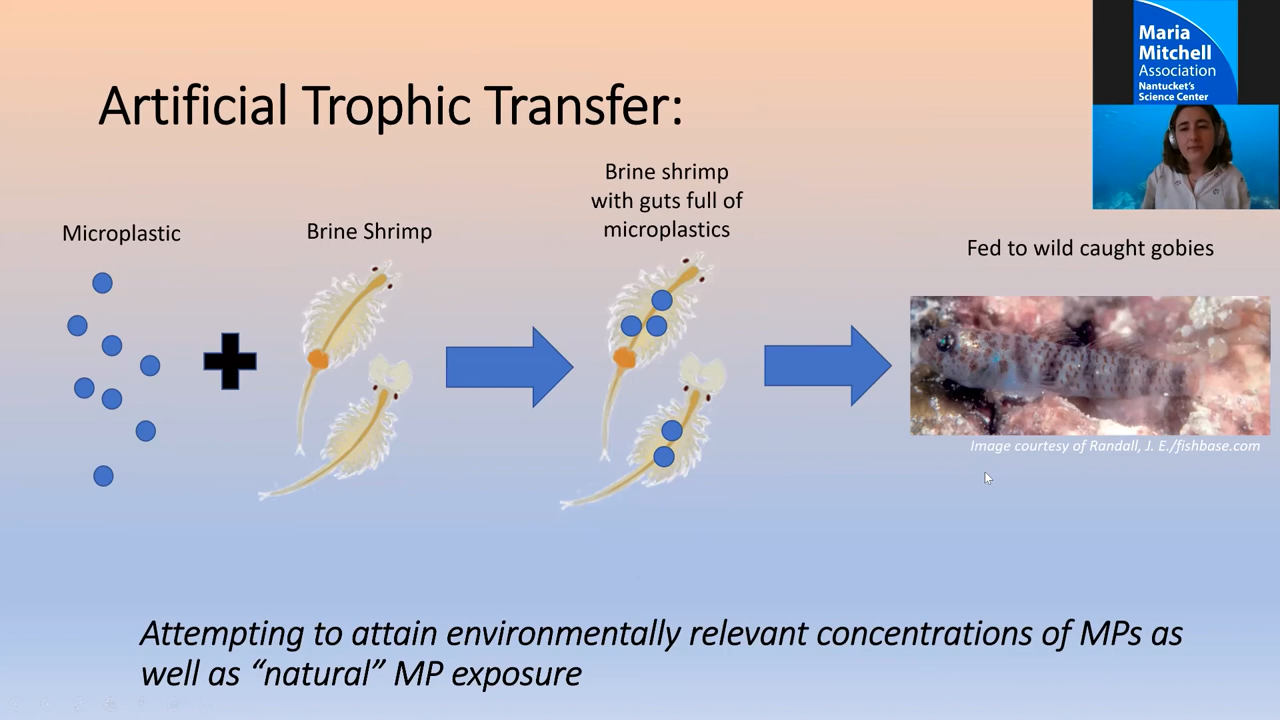 Maria
Mitchell
Association
Nantucket's
Science Center
Artificial Trophic Transfer:
Microplastic
Brine Shrimp
Brine shrimp
with guts full of
microplastics
Fed to wild caught gobies
Image courtesy of Randall, J. E./fishbase.com
Attempting to attain environmentally relevant concentrations of MPs as
well as “natural” MP exposure